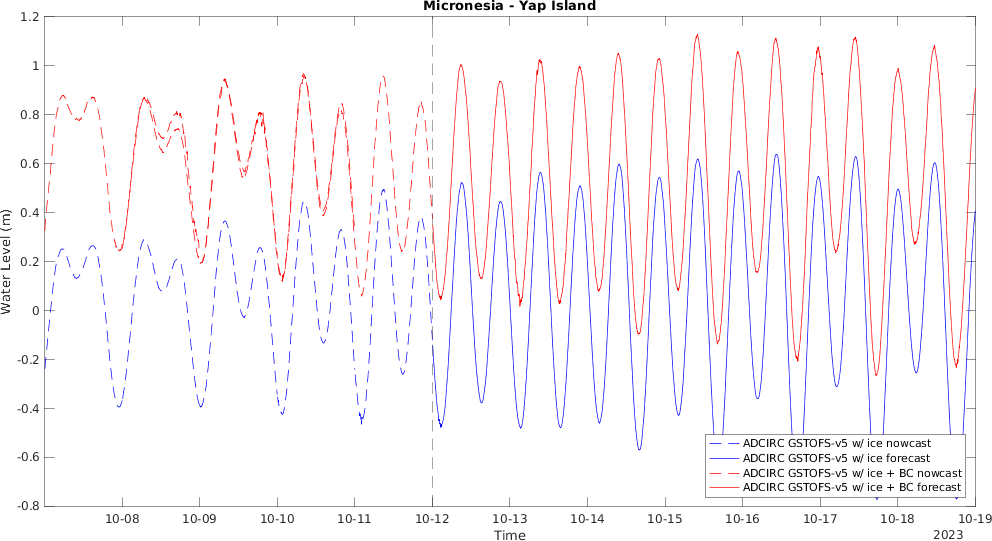 Micronesia - Yap Island
Water Level (m)
1.2
1
0.8
0.6
0.4
0.2
0
-0.2
-0.4
-0.6
-0.8
ADCIRC GSTOFS-v5 w/ ice nowcast
ADCIRC GSTOFS-v5 w/ ice forecast
ADCIRC GSTOFS-v5 w/ ice + BC nowcast
ADCIRC GSTOFS-v5 w/ ice + BC forecast
10-08 10-09 10-10 10-11 10-12 10-13 10-14 10-15 10-16 10-17 10-18 10-19
Time
2023